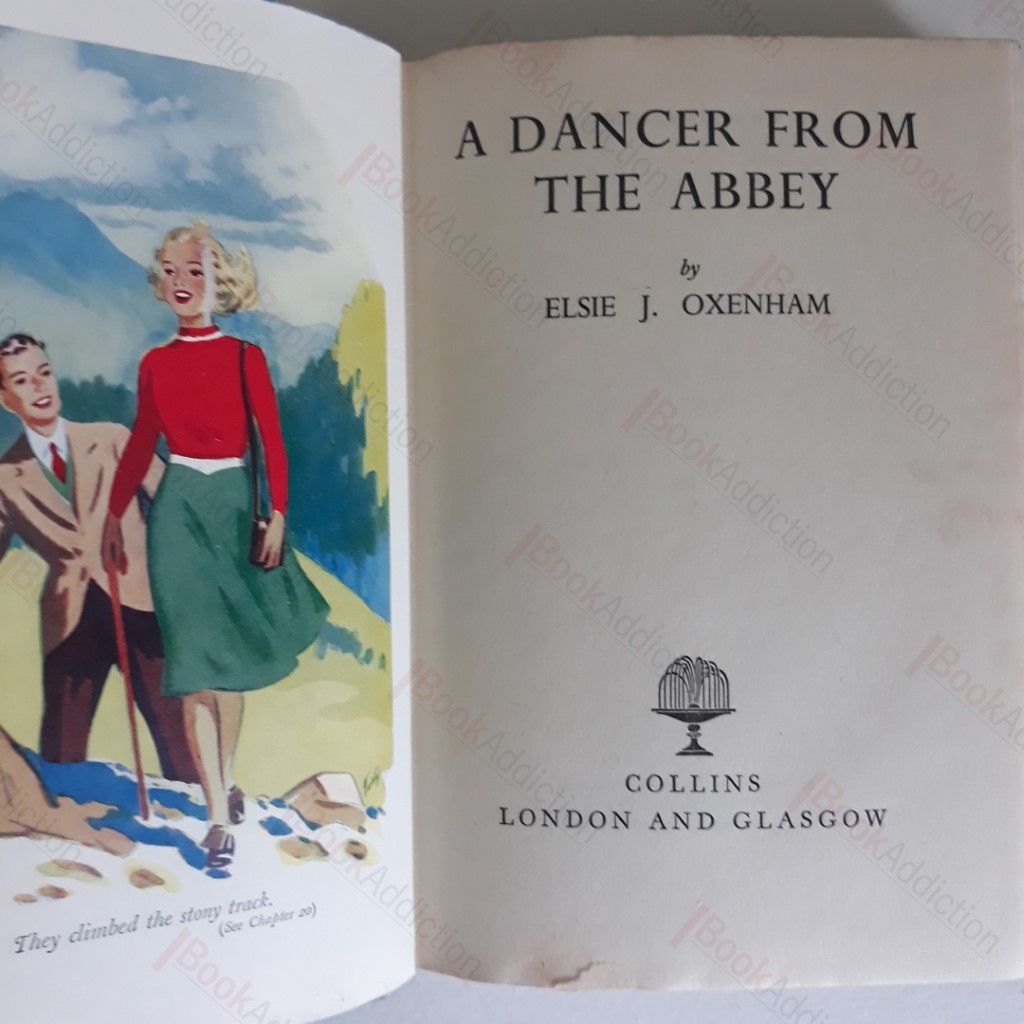 They climbed the stony track.
(See Chapter 20)
A DANCER FROM
THE ABBEY
by
ELSIE J. OXENHAM
COLLINS
LONDON AND GLASGOW
BookAddiction